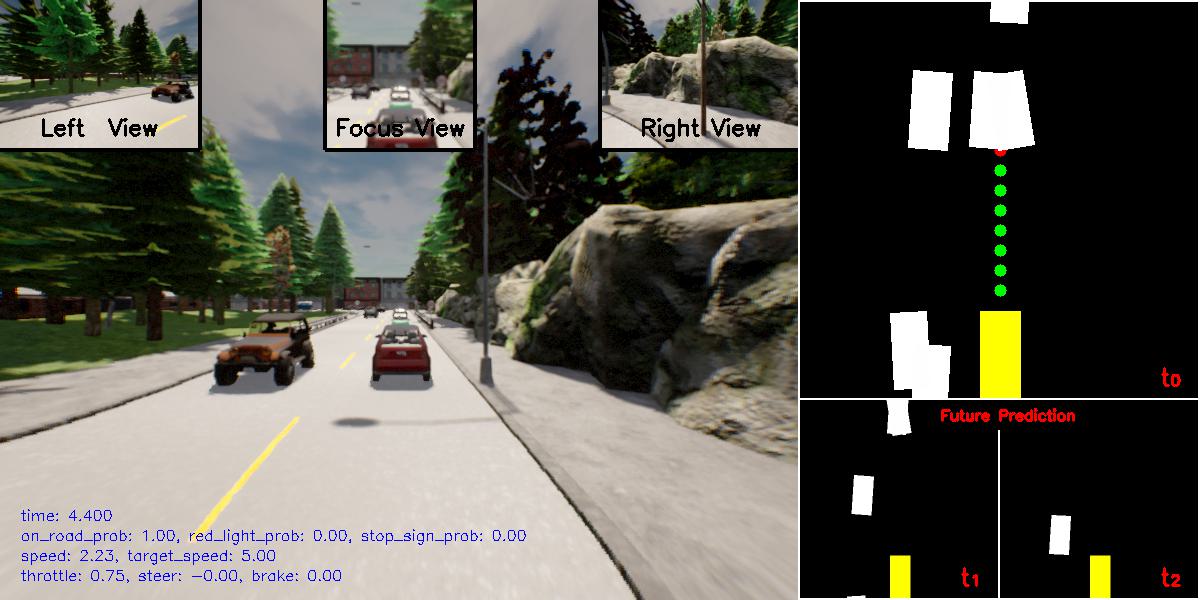 Left View
Focus View
Right View
t0
Future Prediction
t1
t2
time: 4.400
on_road_prob: 1.00, red_light_prob: 0.00, stop_sign_prob: 0.00
speed: 2.23, target_speed: 5.00
throttle: 0.75, steer: −0.00, brake: 0.00